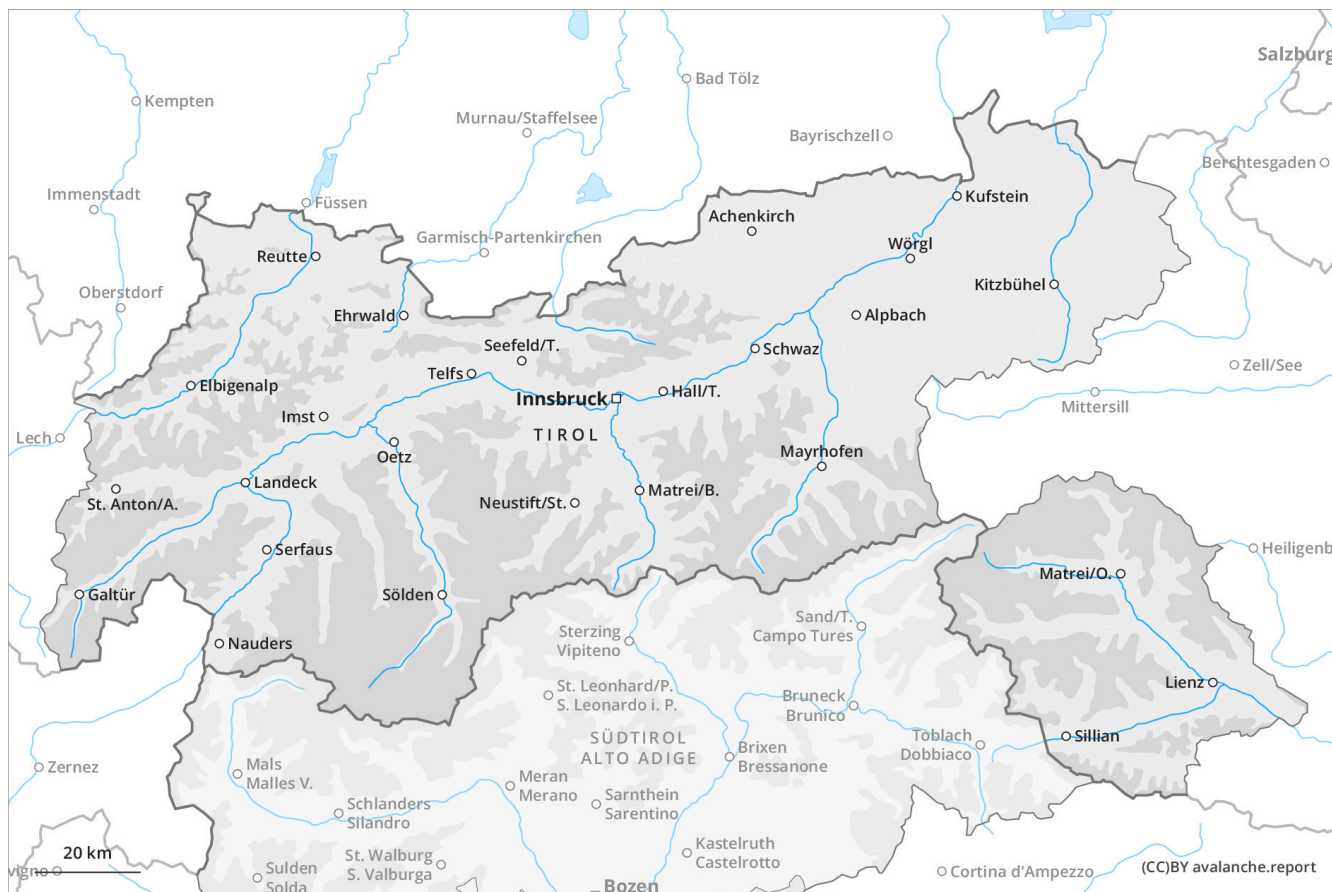 Salzburg
Bad Tölz
Kempten
Murnau/Staffelsee
Bayrischzell
Berchtesgaden
Immenstadt
Füssen
Kufstein
Achenkirch
Garmisch-Partenkirchen
Wörgl
Reutte
Kitzbühel
Oberstdorf
Ehrwald
Alpbach
Seefeld/T.
Schwaz
Zell/See
Telfs
Elbigenalp
Hall/T.
Innsbruck
Mittersill
Imst
TIROL
Lech
Oetz
Mayrhofen
Landeck
Matrei/B.
St. Anton/A.
Neustift/St.
Serfaus
Heiligenb
Matrei/O.
Galtür
Sölden
Sand/T.
Campo Tures
Sterzing
Vipiteno
Nauders
Lienz
St. Leonhard/P.
S. Leonardo i. P.
Bruneck
Brunico
SÜDTIROL
ALTO ADIGE
Toblach
Dobbiaco
Sillian
Brixen
Bressanone
Zernez
Mals
Malles V.
Meran
Merano
Schlanders
Silandro
Sarnthein
Sarentino
20 km
Kastelruth
Castelrotto
St. Walburg
S. Valburga
vigno
Sulden
Solda
Cortina d'Ampezzo
(CC)BY avalanche.report
Bozen